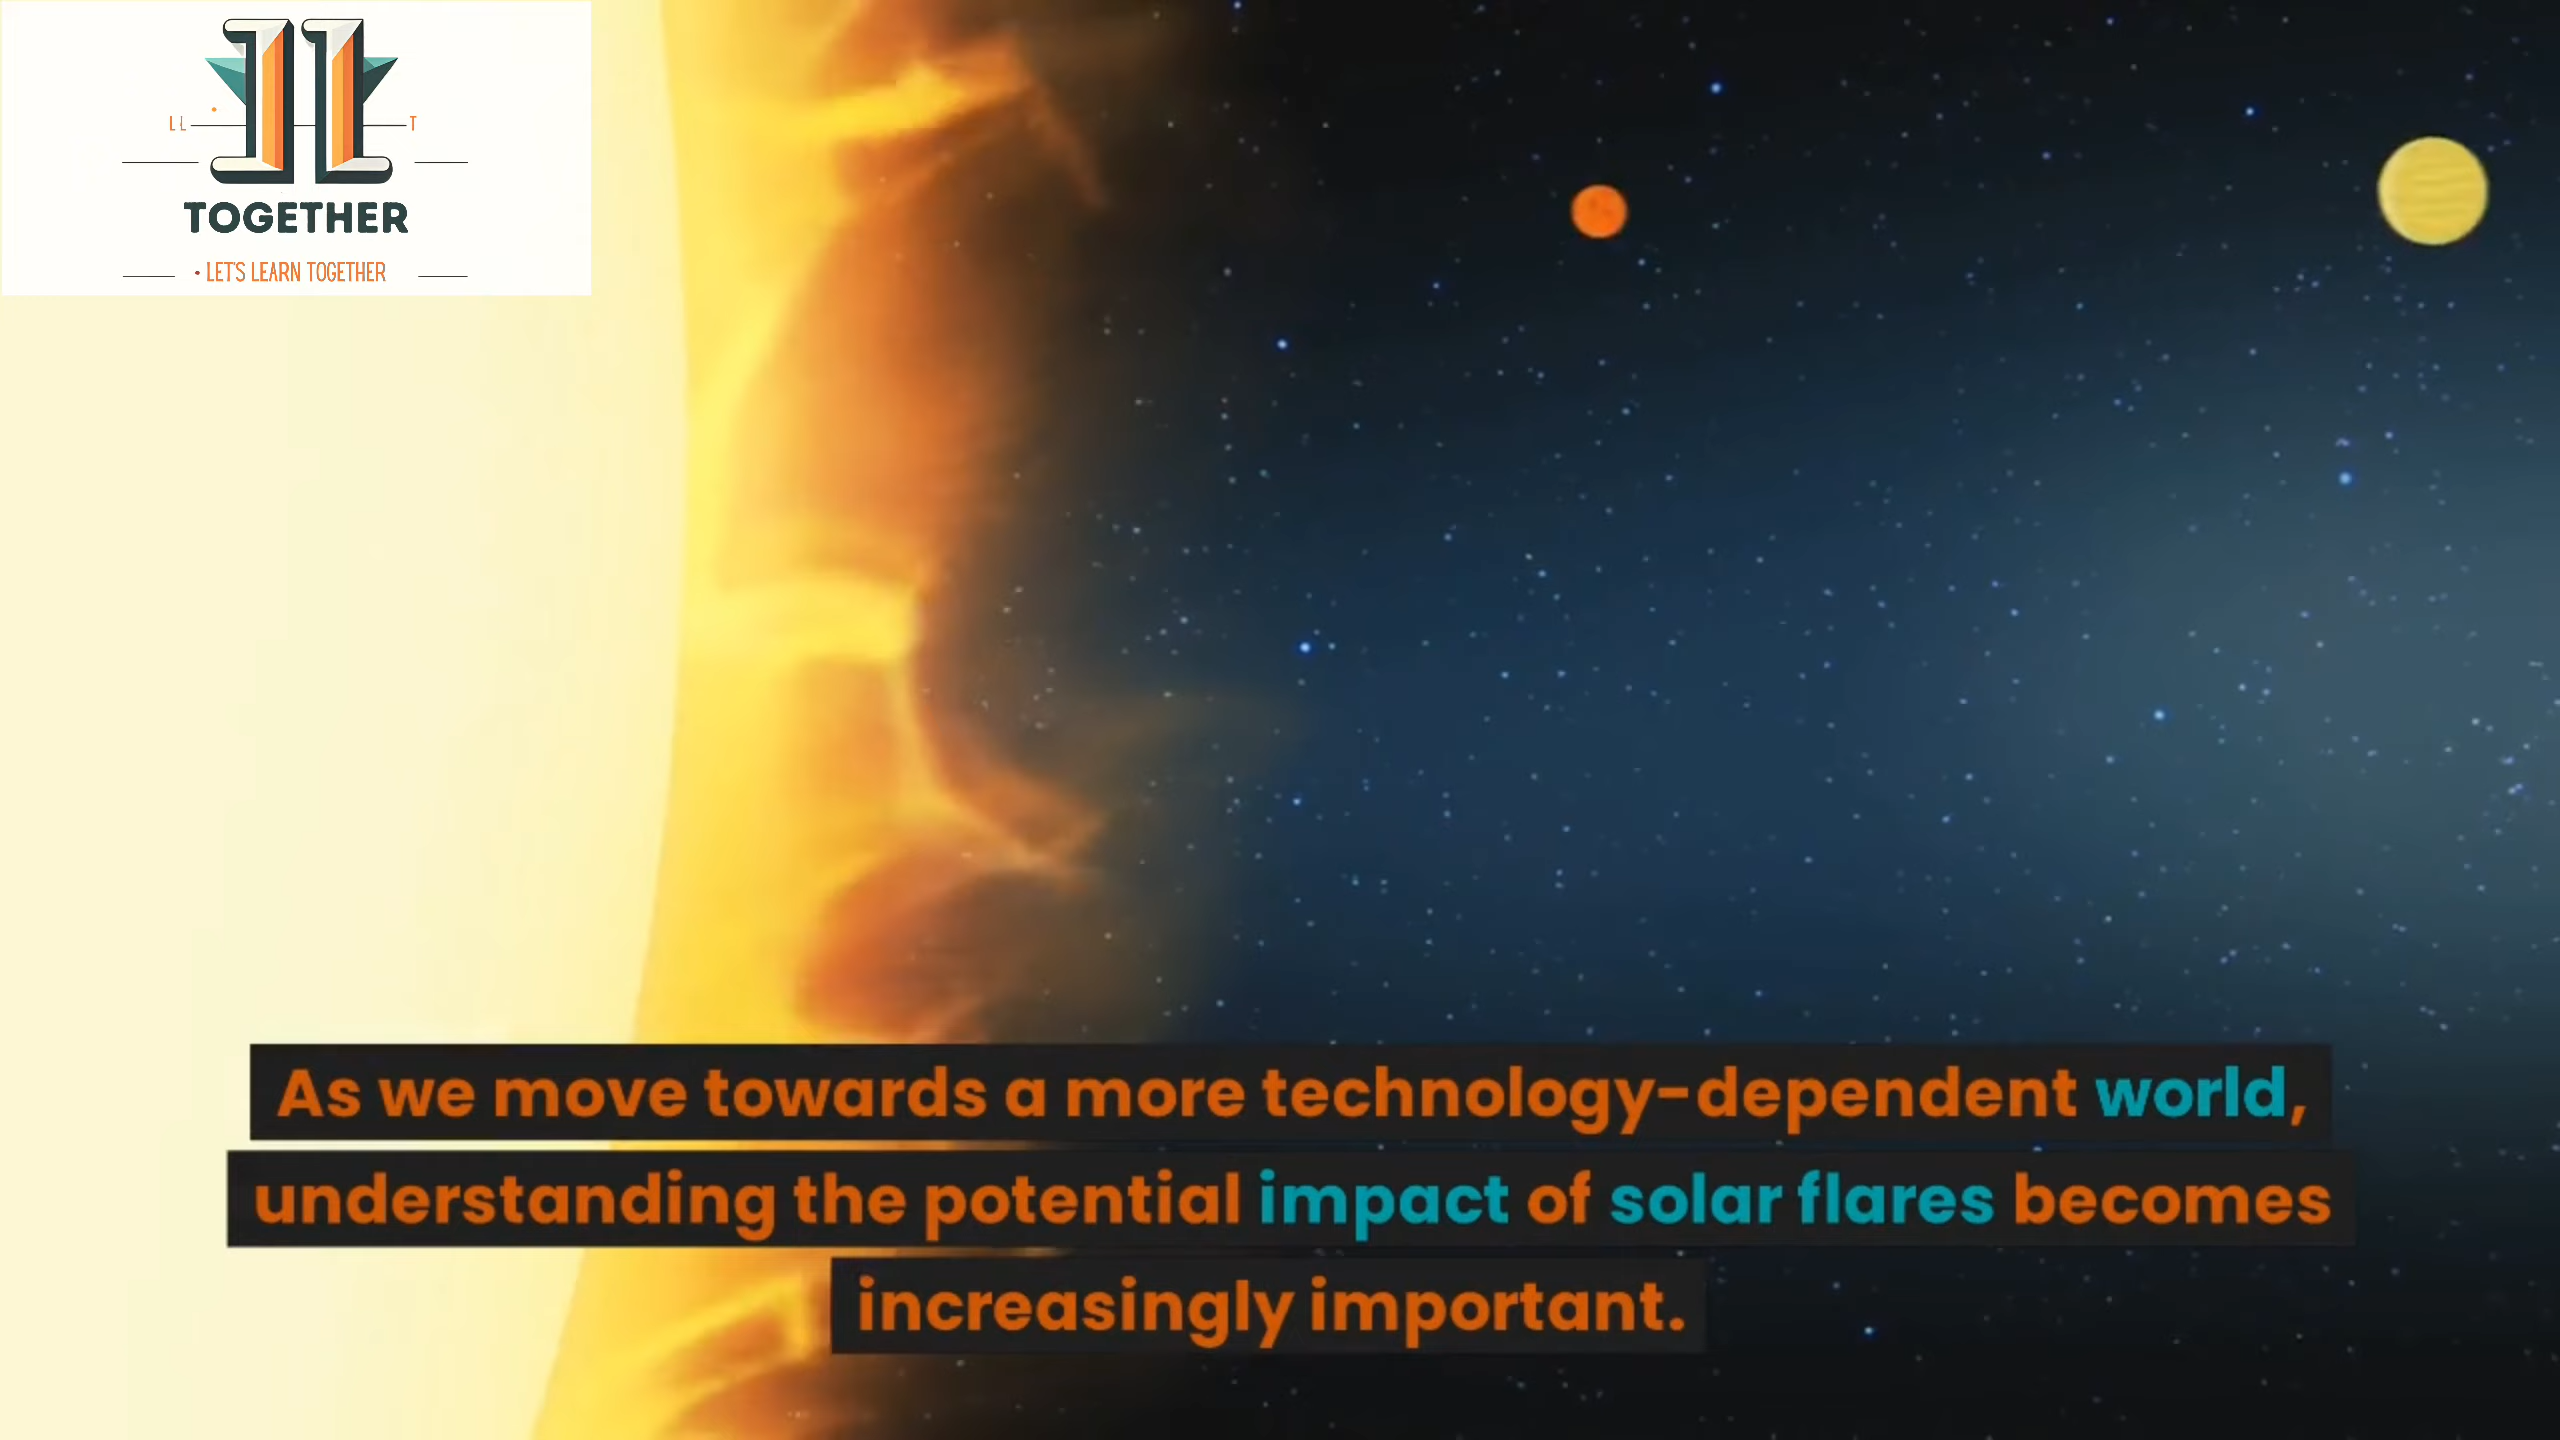 LL T
TOGETHER
• LET'S LEARN TOGETHER
As we move towards a more technology-dependent world,
understanding the potential impact of solar flares becomes
increasingly important.